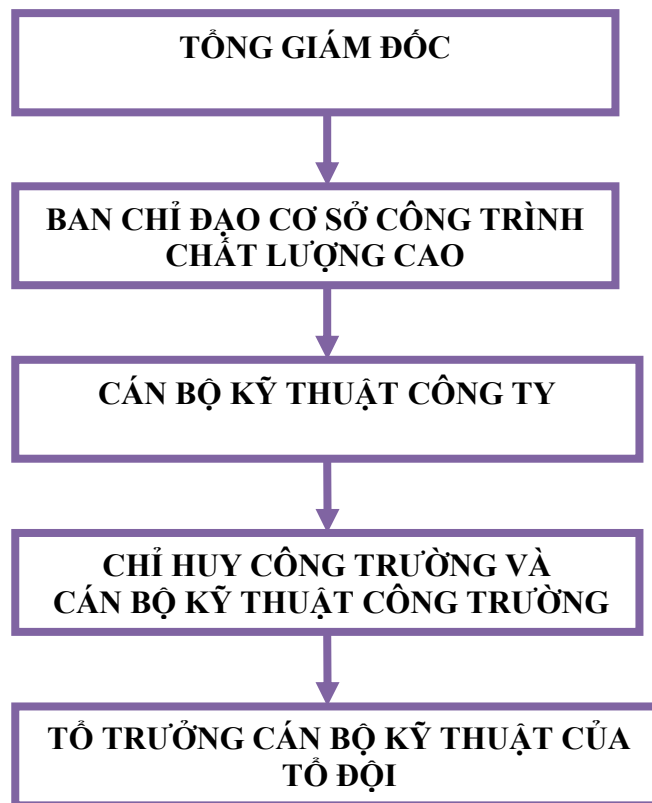 TỔNG GIÁM ĐỐC
BAN CHỈ ĐẠO CƠ SỞ CÔNG TRÌNH
CHẤT LƯỢNG CAO
CÁN BỘ KỸ THUẬT CÔNG TY
CHỈ HUY CÔNG TRƯỜNG VÀ
CÁN BỘ KỸ THUẬT CÔNG TRƯỜNG
TỔ TRƯỞNG CÁN BỘ KỸ THUẬT CỦA
TỔ ĐỘI